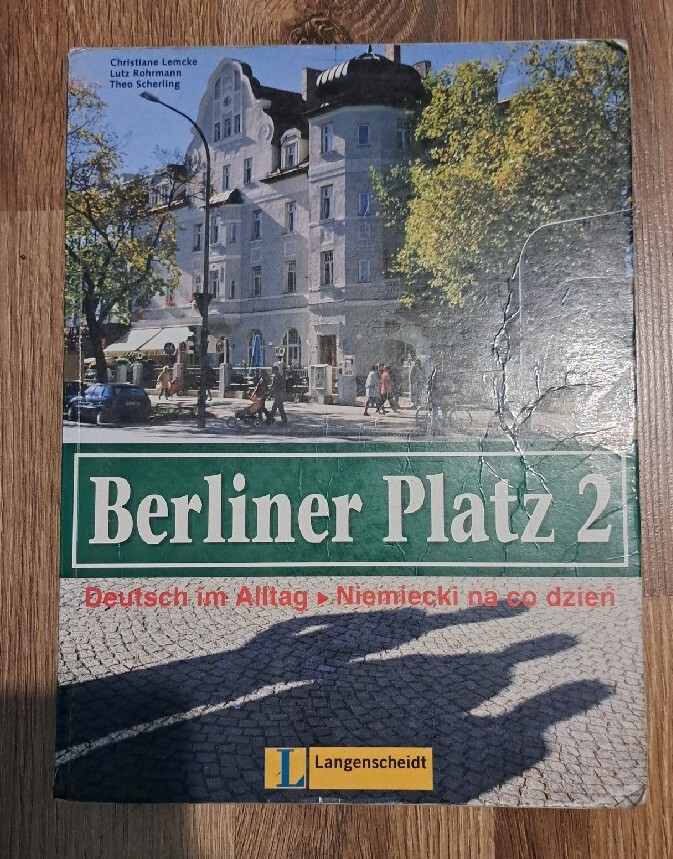 Christiane Lemcke
Lutz Rohrmann
Theo Scherling
Berliner Platz 2
Deutsch im Alltag ▸ Niemiecki na co dzień
L Langenscheidt